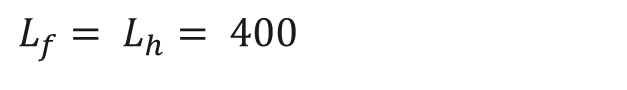 L_f = L_h = 400